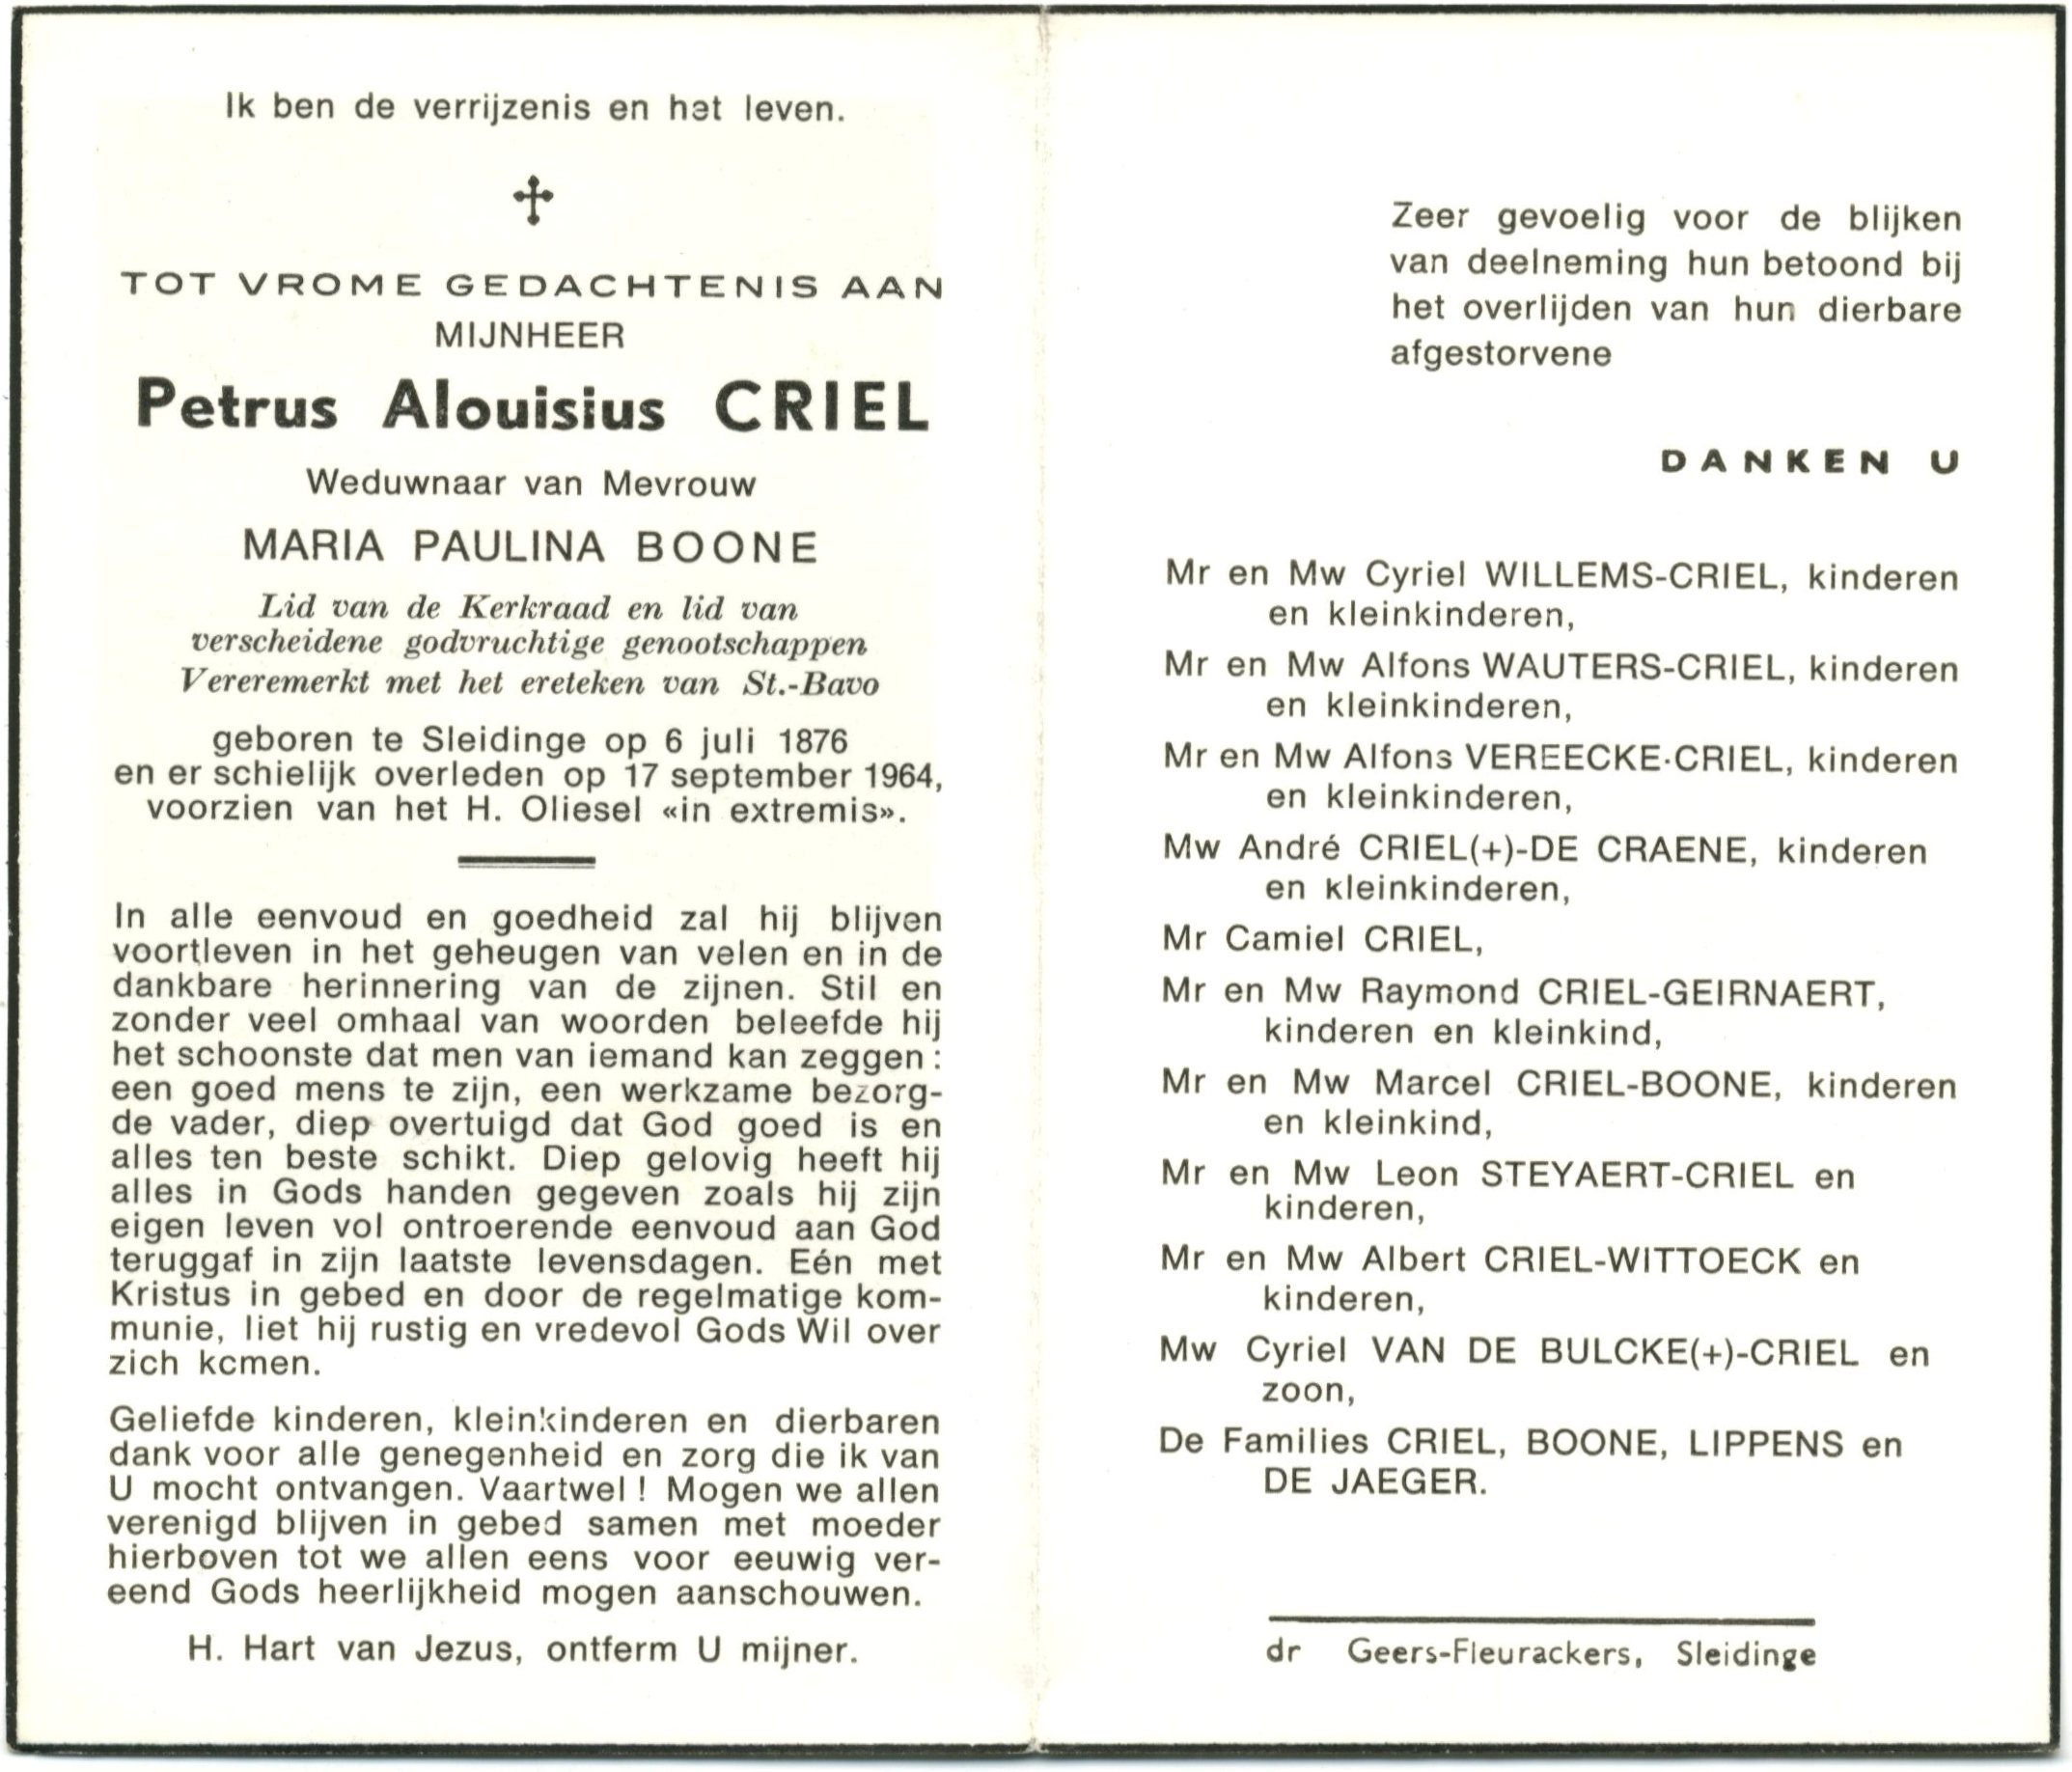 Ik ben de verrijzenis en het leven.
TOT VROME GEDACHTENIS AAN
MIJNHEER
Petrus Alouisius CRIEL
Weduwnaar van Mevrouw
MARIA PAULINA BOONE
Lid van de Kerkraad en lid van
verscheidene godvruchtige genootschappen
Vereremerkt met het ereteken van St.-Bavo
geboren te Sleidinge op 6 juli 1876
en er schielijk overleden op 17 september 1964,
voorzien van het H. Oliesel «in extremis».
In alle eenvoud en goedheid zal hij blijven
voortleven in het geheugen van velen en in de
dankbare herinnering van de zijnen. Stil en
zonder veel omhaal van woorden beleefde hij
het schoonste dat men van iemand kan zeggen :
een goed mens te zijn, een werkzame bezorg-
de vader, diep overtuigd dat God goed is en
alles ten beste schikt. Diep gelovig heeft hij
alles in Gods handen gegeven zoals hij zijn
eigen leven vol ontroerende eenvoud aan God
teruggaf in zijn laatste levensdagen. Eén met
Kristus in gebed en door de regelmatige kom-
munie, liet hij rustig en vredevol Gods Wil over
zich kcmen.
Geliefde kinderen, kleinkinderen en dierbaren
dank voor alle genegenheid en zorg die ik van
U mocht ontvangen. Vaartwel ! Mogen we allen
verenigd blijven in gebed samen met moeder
hierboven tot we allen eens voor eeuwig ver-
eend Gods heerlijkheid mogen aanschouwen.
H. Hart van Jezus, ontferm U mijner.
Zeer gevoelig voor de blijken
van deelneming hun betoond bij
het overlijden van hun dierbare
afgestorvene
DANKEN U
Mr en Mw Cyriel WILLEMS-CRIEL, kinderen
en kleinkinderen,
Mr en Mw Alfons WAUTERS-CRIEL, kinderen
en kleinkinderen,
Mr en Mw Alfons VEREECKE-CRIEL, kinderen
en kleinkinderen,
Mw André CRIEL(+)-DE CRAENE, kinderen
en kleinkinderen,
Mr Camiel CRIEL,
Mr en Mw Raymond CRIEL-GEIRNAERT,
kinderen en kleinkind,
Mr en Mw Marcel CRIEL-BOONE, kinderen
en kleinkind,
Mr en Mw Leon STEYAERT-CRIEL en
kinderen,
Mr en Mw Albert CRIEL-WITTOECK en
kinderen,
Mw Cyriel VAN DE BULCKE(+)-CRIEL en
zoon,
De Families CRIEL, BOONE, LIPPENS en
DE JAEGER.
dr Geers-Fleurackers, Sleidinge